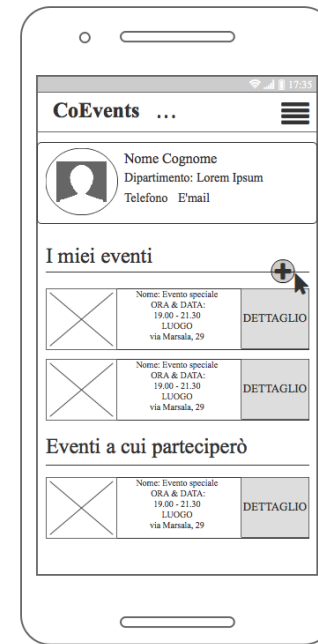 17:35
CoEvents ...
Nome Cognome
Dipartimento: Lorem Ipsum
Telefono E'mail
I miei eventi
Nome: Evento speciale
ORA & DATA:
19.00 - 21.30
LUOGO
via Marsala, 29
DETTAGLIO
Nome: Evento speciale
ORA & DATA:
19.00 - 21.30
LUOGO
via Marsala, 29
DETTAGLIO
Eventi a cui parteciperò
Nome: Evento speciale
ORA & DATA:
19.00 - 21.30
LUOGO
via Marsala, 29
DETTAGLIO